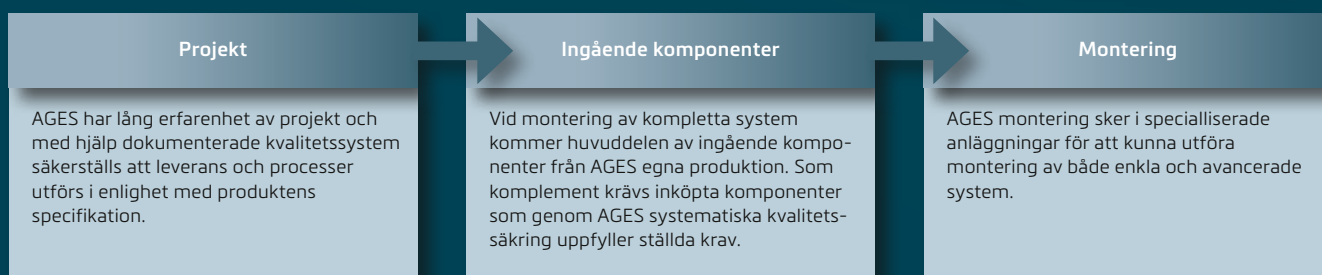 Projekt
AGES har lång erfarenhet av projekt och
med hjälp dokumenterade kvalitetssystem
säkerställs att leverans och processer
utförs i enlighet med produktens
specifikation.
Ingående komponenter
Vid montering av kompletta system
kommer huvuddelen av ingående kompo-
nenter från AGES egna produktion. Som
komplement krävs inköpta komponenter
som genom AGES systematiska kvalitets-
säkring uppfyller ställda krav.
Montering
AGES montering sker i specialliserade
anläggningar för att kunna utföra
montering av både enkla och avancerade
system.